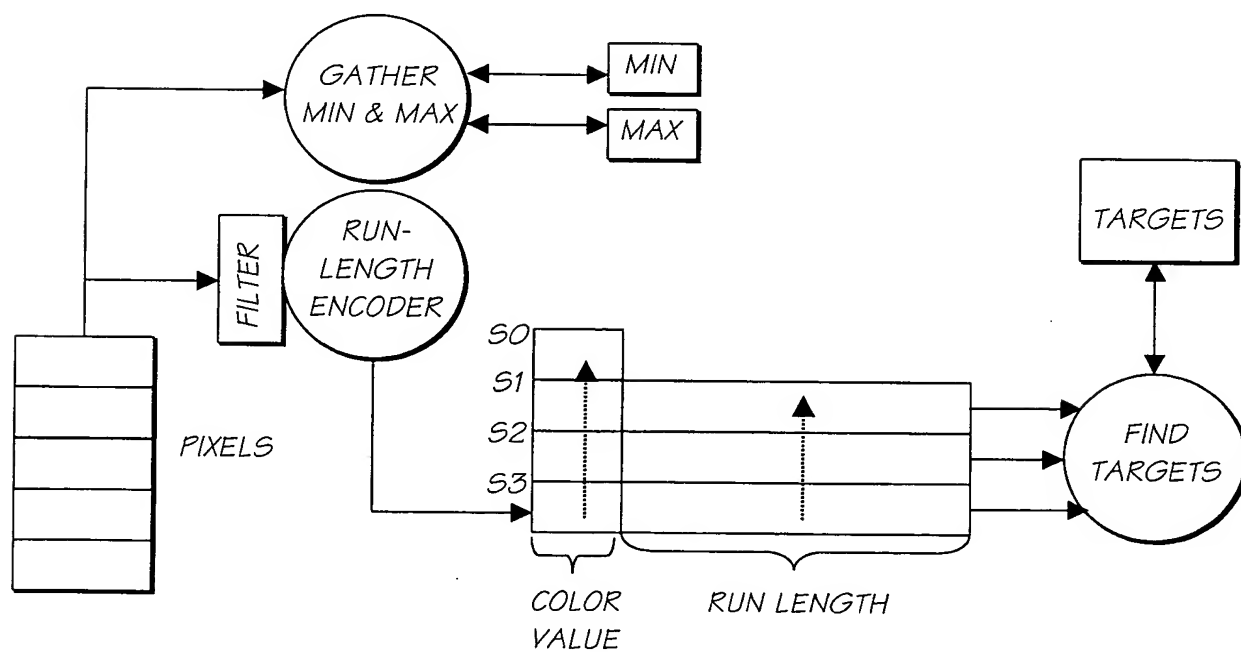 GATHER
MIN & MAX
MIN
MAX
FILTER
RUN-
LENGTH
ENCODER
TARGETS
PIXELS
S0
S1
S2
S3
FIND
TARGETS
COLOR
VALUE
RUN LENGTH